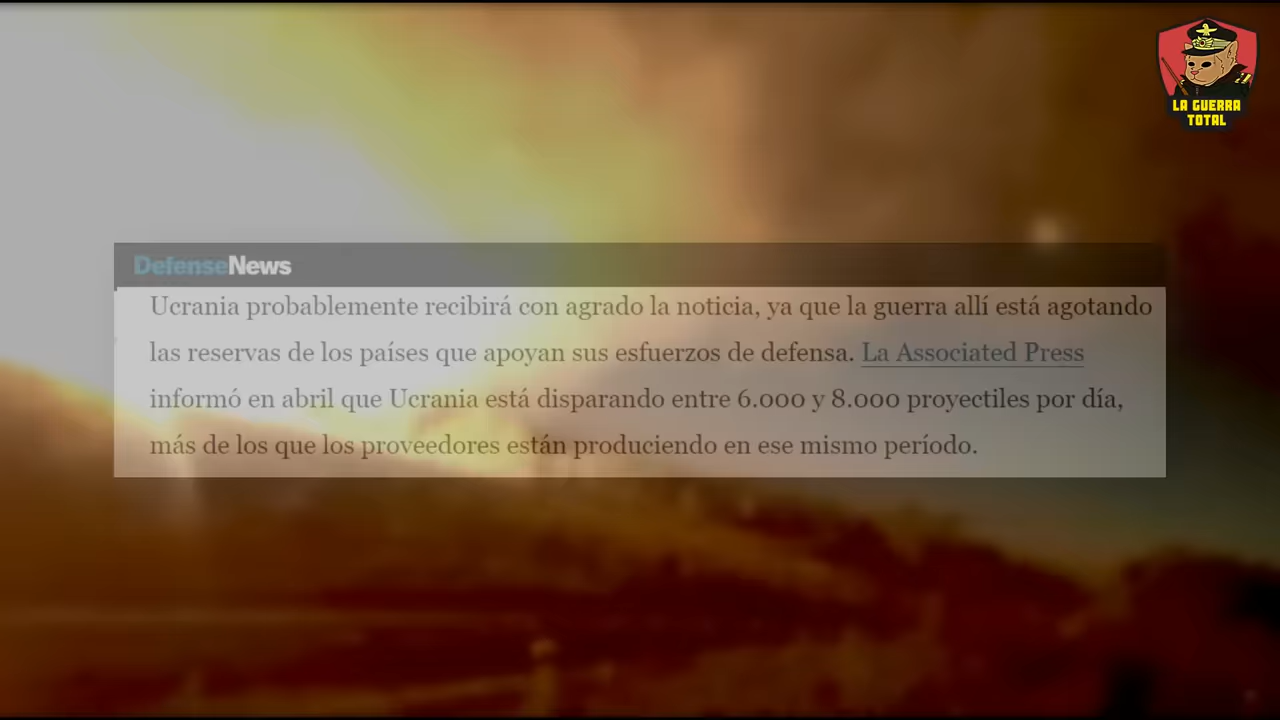 LA GUERRA
TOTAL
DefenseNews
Ucrania probablemente recibirá con agrado la noticia, ya que la guerra allí está agotando
las reservas de los países que apoyan sus esfuerzos de defensa. La Associated Press
informó en abril que Ucrania está disparando entre 6.000 y 8.000 proyectiles por día,
más de los que los proveedores están produciendo en ese mismo período.